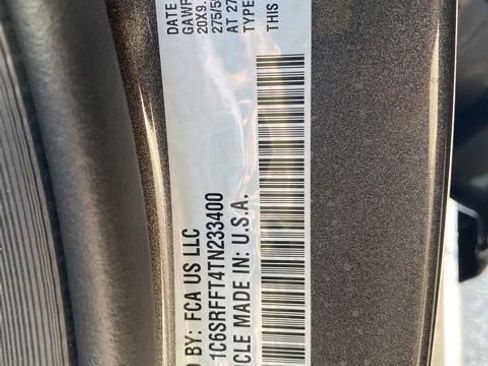 BY: FCA US LLC
1C6SRFFT4TN233400
CLE MADE IN: U.S.A.
DATE
GAWR
20X9.
275/5
AT 27
TYPE
THIS